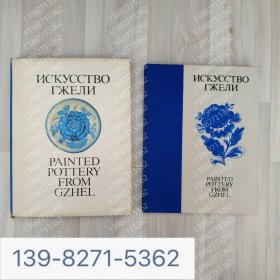 ИСКУССТВО
ГЖЕЛИ
PAINTED
POTTERY
FROM
GZHEL
ИСКУССТВО
ГЖЕЛИ
PAINTED
POTTERY
FROM
GZHEL
139-8271-5362